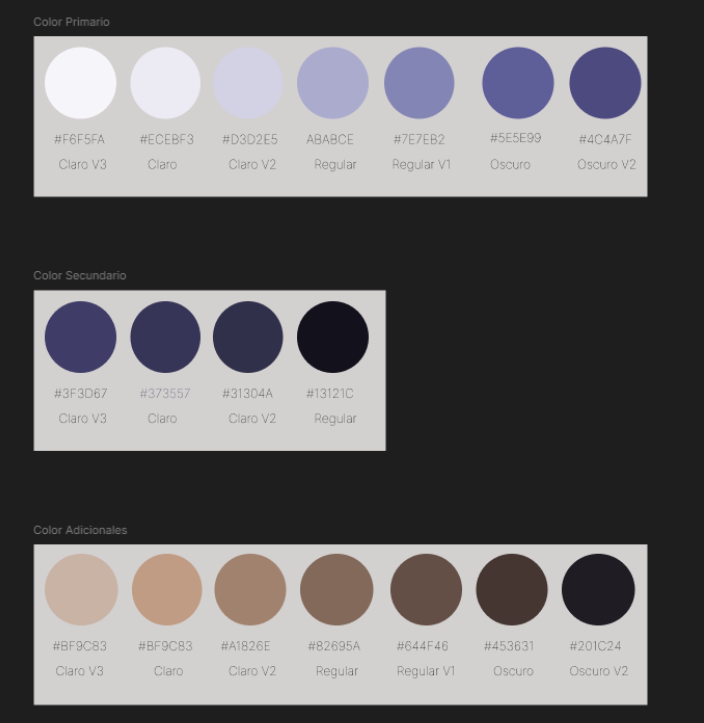 Color Primario
#F6F5FA #ECEBF3 #D3D2E5 ABABCE #7E7EB2 #5E5E99 #4C4A7F
Claro V3 Claro Claro V2 Regular Regular V1 Oscuro Oscuro V2
Color Secundario
#3F3D67 #373557 #31304A #13121C
Claro V3 Claro Claro V2 Regular
Color Adicionales
#BF9C83 #BF9C83 #A1826E #82695A #644F46 #453631 #201C24
Claro V3 Claro Claro V2 Regular Regular V1 Oscuro Oscuro V2